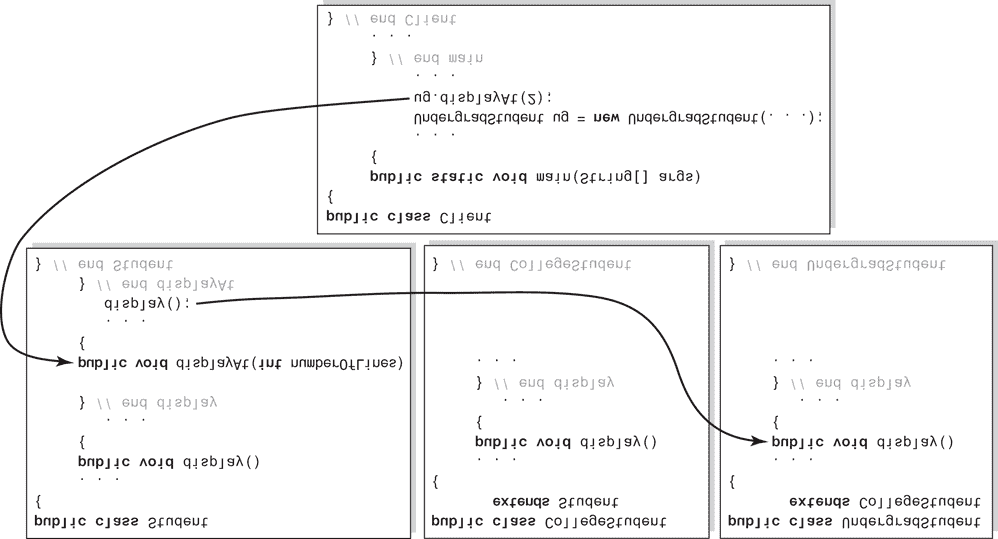 public class Student
{
. . .
public void display()
{
. . .
} // end display
public void displayAt(int numberOfLines)
{
. . .
display();
} // end displayAt
} // end Student
public class CollegeStudent
extends Student
{
. . .
public void display()
{
. . .
} // end display
. . .
} // end CollegeStudent
public class UndergradStudent
extends CollegeStudent
{
. . .
public void display()
{
. . .
} // end display
. . .
} // end UndergradStudent
public class Client
{
public static void main(String[] args)
{
. . .
UndergradStudent ug = new UndergradStudent(. . .);
ug.displayAt(2);
. . .
} // end main
. . .
} // end Client